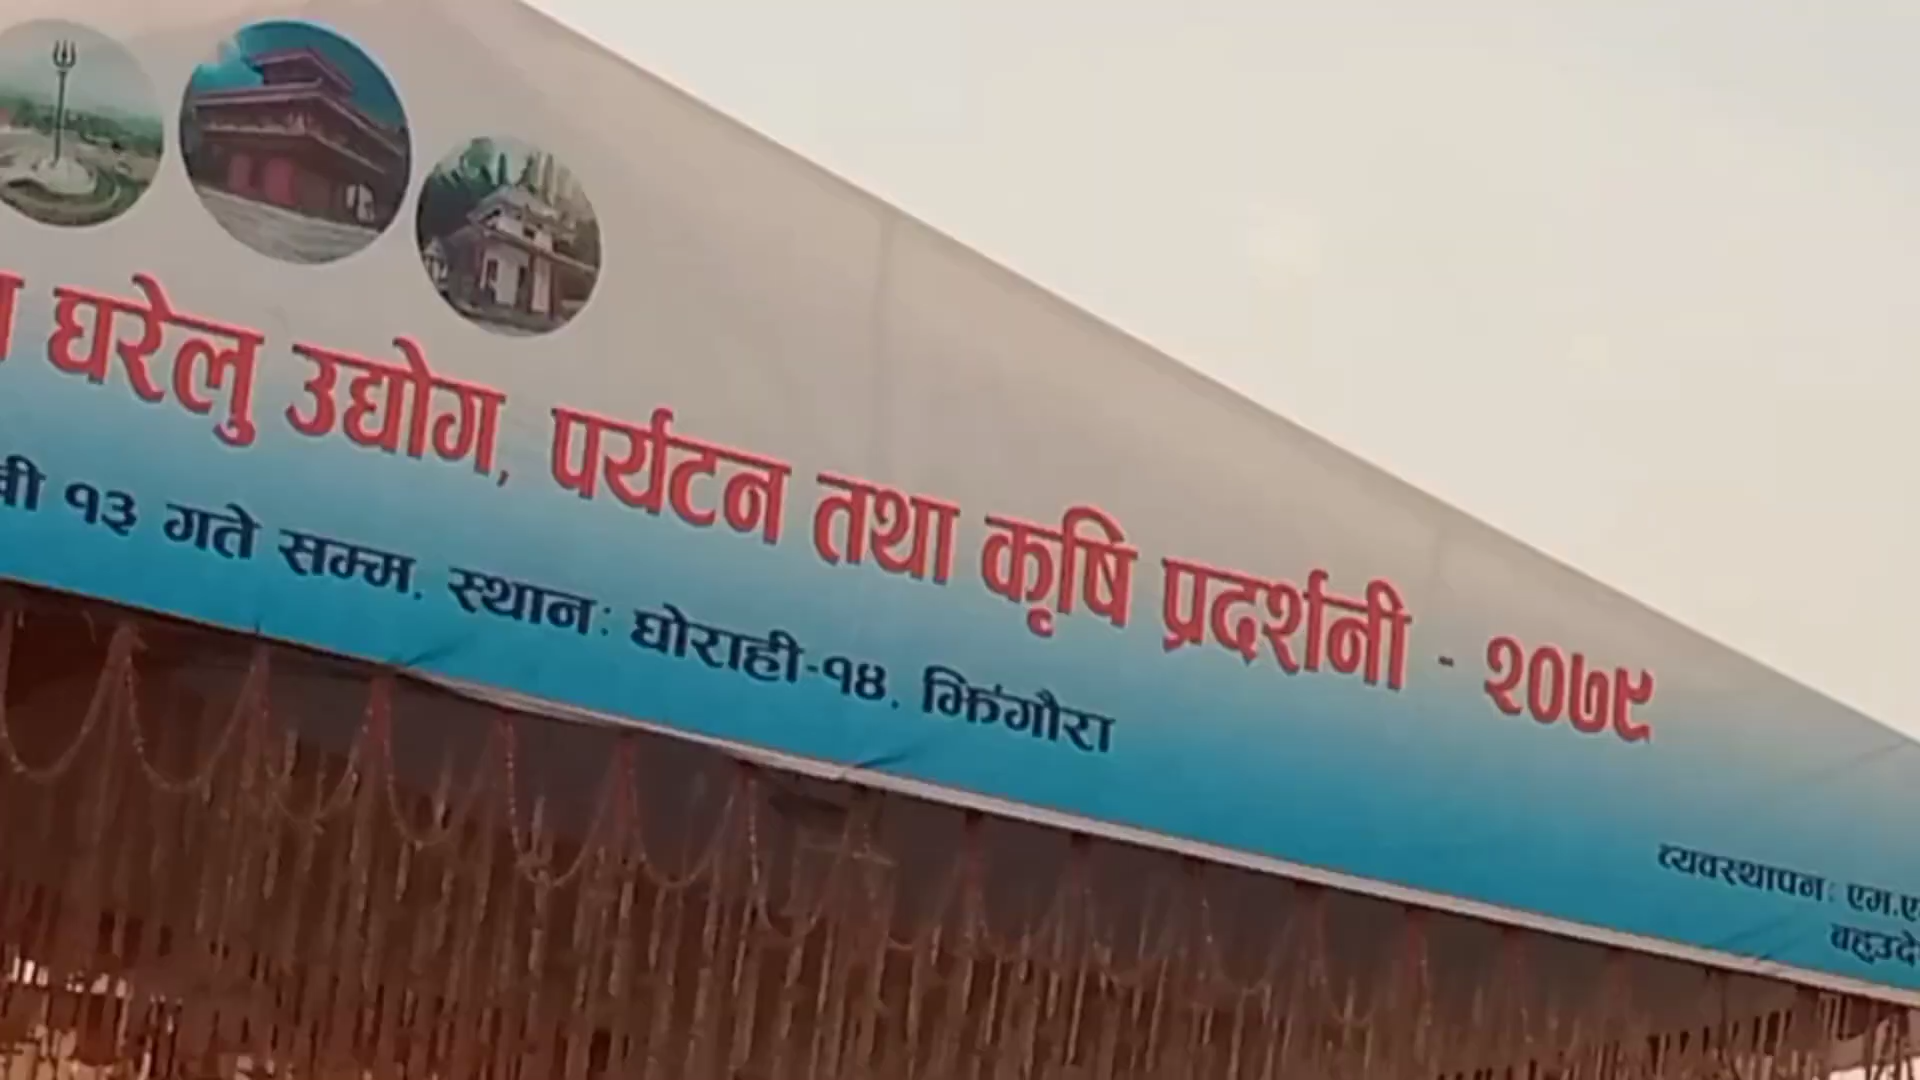 घरेलु उद्योग, पर्यटन तथा कृषि प्रदर्शनी - २०७९
१३ गते सम्म. स्थान: घोराही-१४, झिंगौरा
व्यवस्थापन: एम.ए